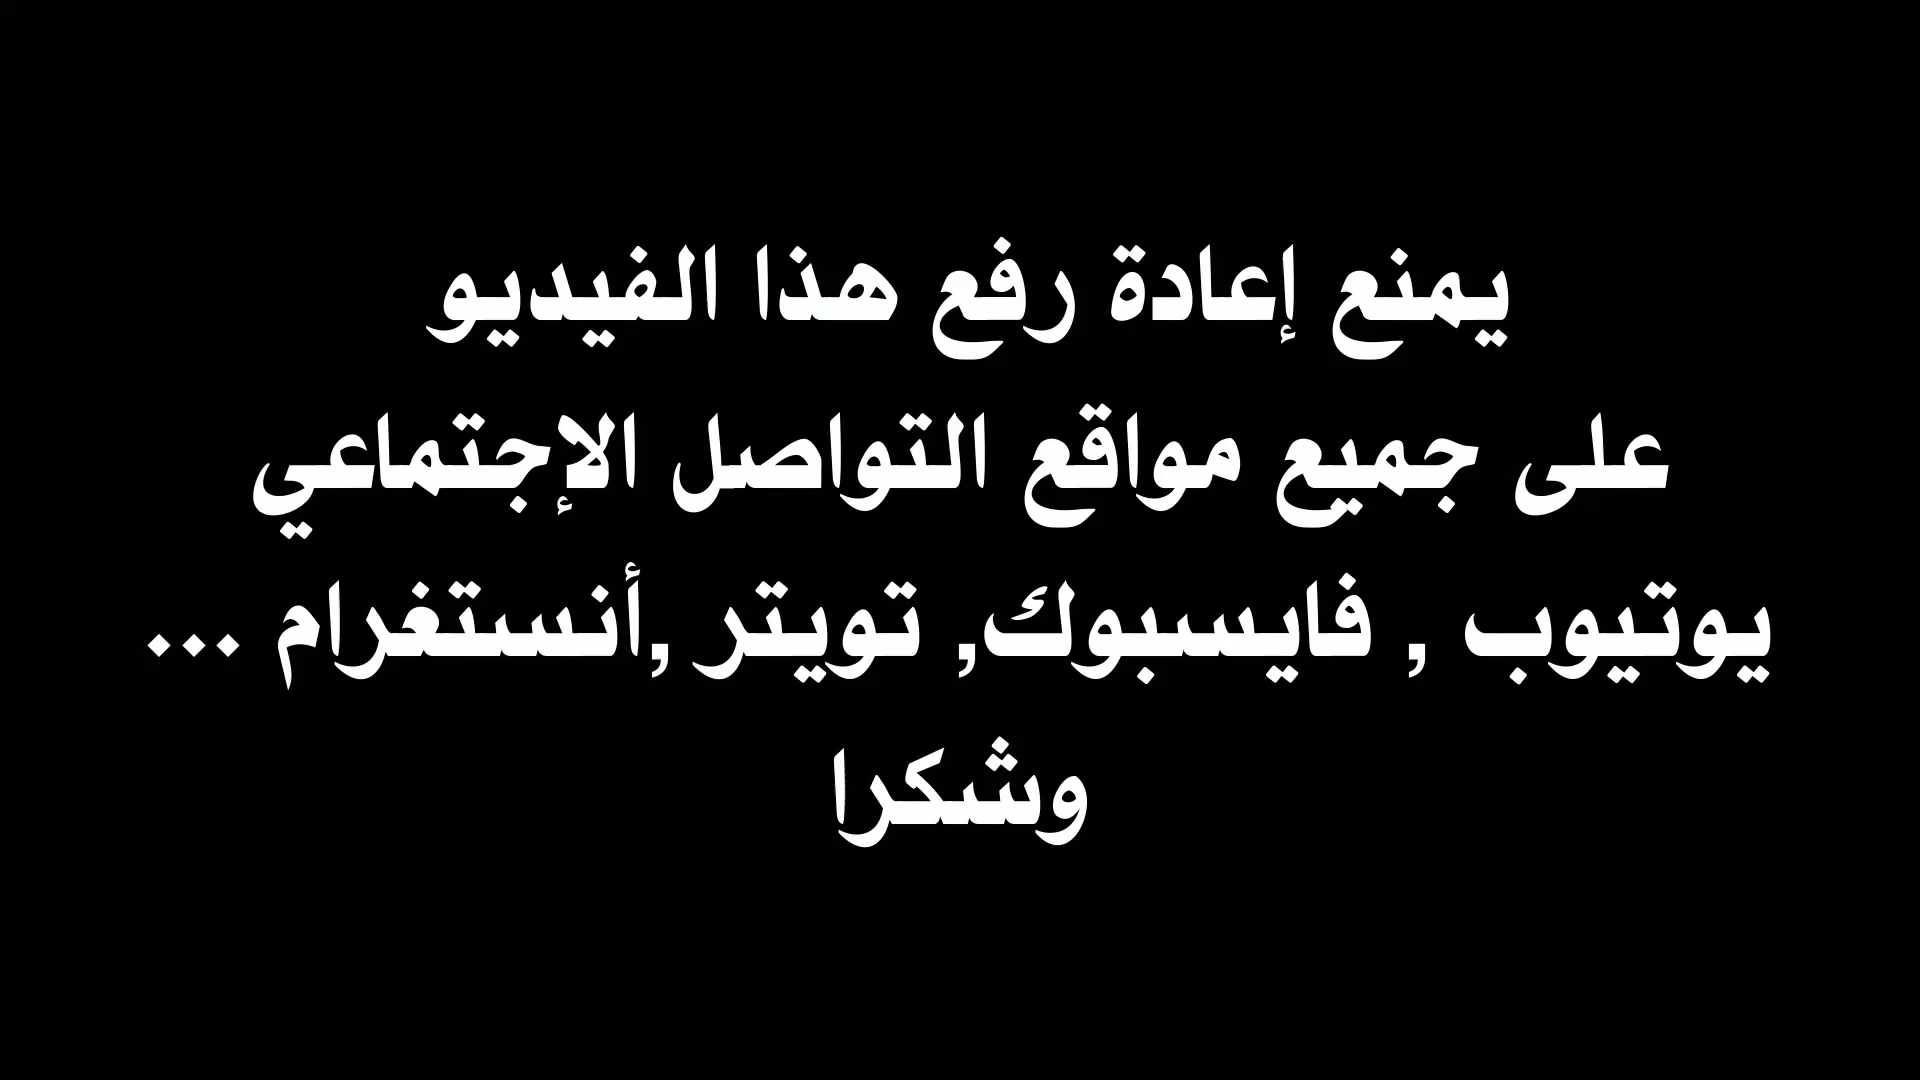 يمنع إعادة رفع هذا الفيديو
على جميع مواقع التواصل الإجتماعي
يوتيوب , فايسبوك, تويتر ,أنستغرام ...
وشكرا